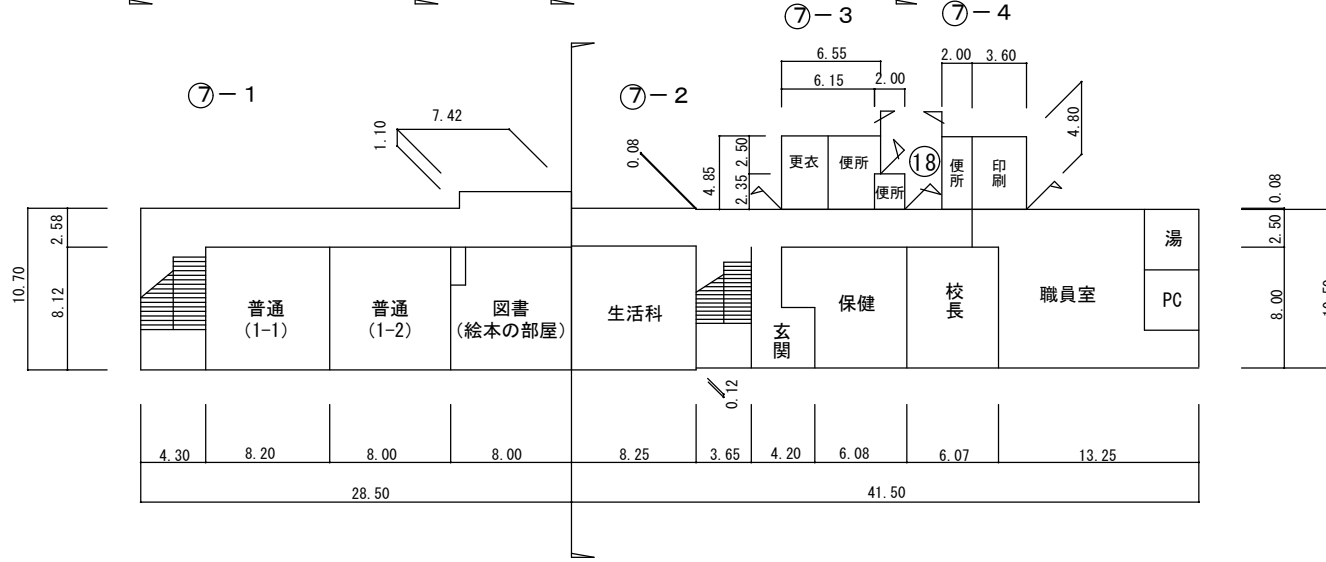 ⑦－3
⑦－4
6.55
2.00
3.60
6.15
2.00
⑦－1
⑦－2
7.42
1.10
0.08
4.85
2.50
2.35
4.80
更衣
便所
便所
⑱
便所
印刷
0.08
2.58
2.50
10.70
8.12
8.00
普通
(1-1)
普通
(1-2)
図書
(絵本の部屋)
生活科
玄関
保健
校長
職員室
湯
PC
0.12
4.30
8.20
8.00
8.00
8.25
3.65
4.20
6.08
6.07
13.25
28.50
41.50